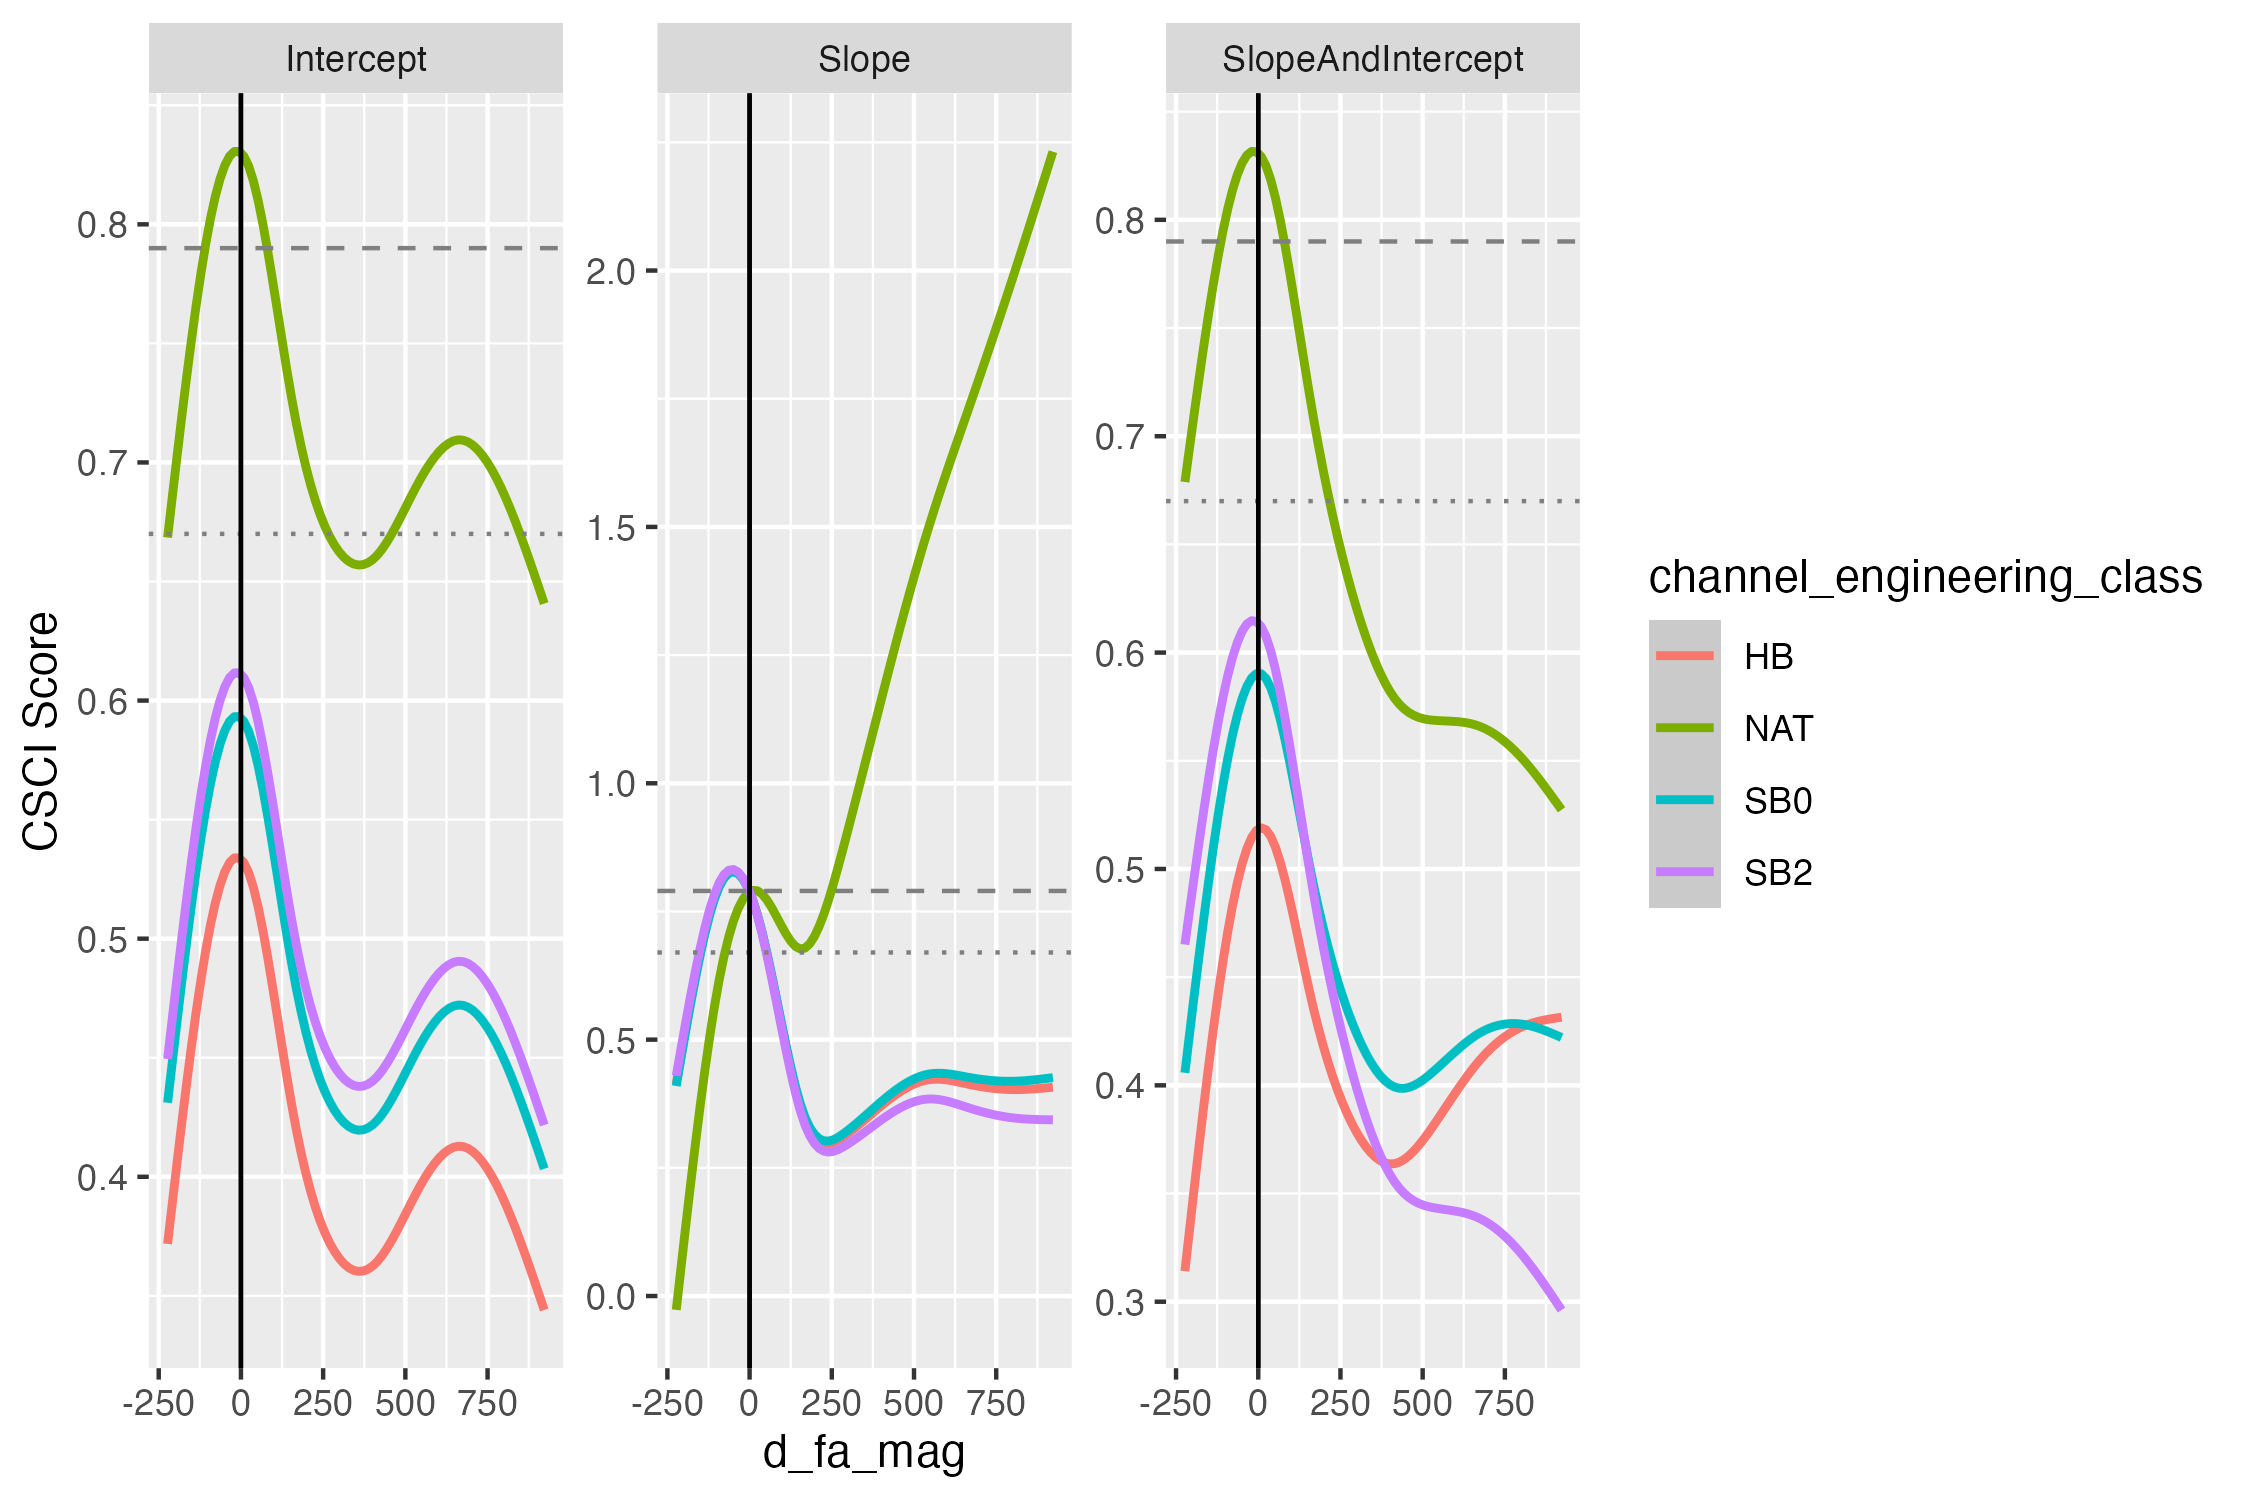 Intercept
Slope
SlopeAndIntercept
CSCI Score
0.8
0.7
0.6
0.5
0.4
2.0
1.5
1.0
0.5
0.0
0.8
0.7
0.6
0.5
0.4
0.3
-250 0 250 500 750
-250 0 250 500 750
-250 0 250 500 750
d_fa_mag
channel_engineering_class
HB
NAT
SB0
SB2